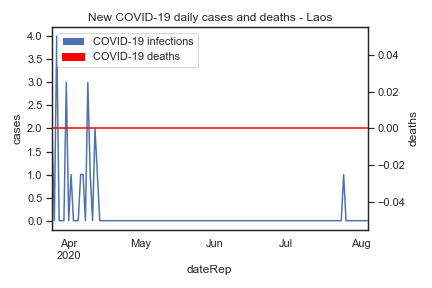 New COVID-19 daily cases and deaths - Laos
COVID-19 infections
COVID-19 deaths
4.0
3.5
3.0
2.5
2.0
1.5
1.0
0.5
0.0
cases
0.04
0.02
0.00
−0.02
−0.04
deaths
Apr
2020
May
Jun
Jul
Aug
dateRep